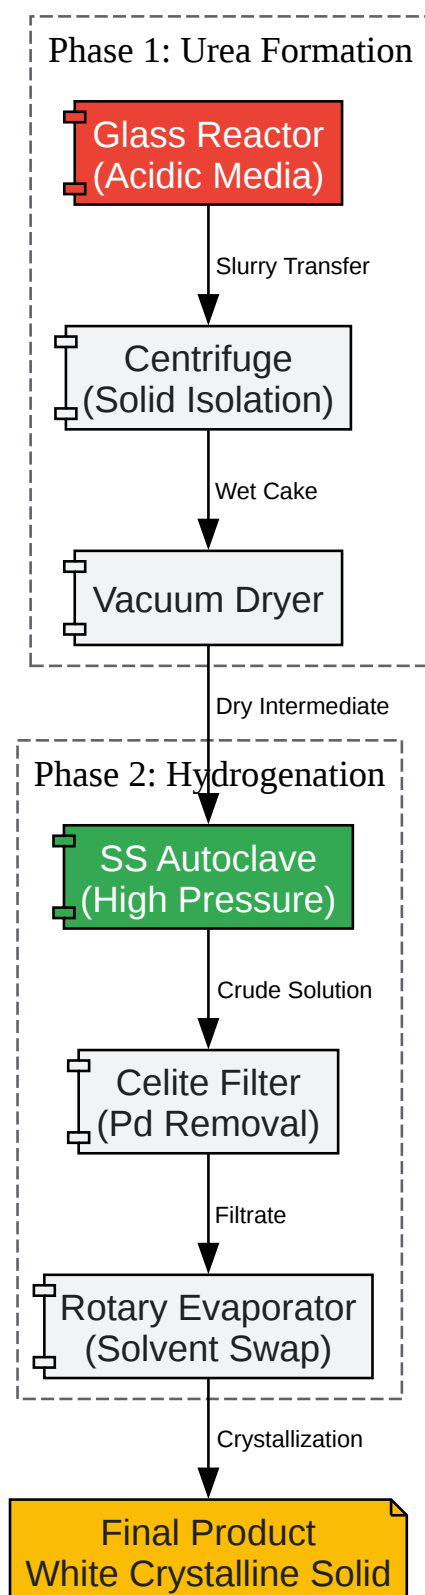 Phase 1: Urea Formation
Glass Reactor
(Acidic Media)
Slurry Transfer
Centrifuge
(Solid Isolation)
Wet Cake
Vacuum Dryer
Dry Intermediate
Phase 2: Hydrogenation
SS Autoclave
(High Pressure)
Crude Solution
Celite Filter
(Pd Removal)
Filtrate
Rotary Evaporator
(Solvent Swap)
Crystallization
Final Product
White Crystalline Solid